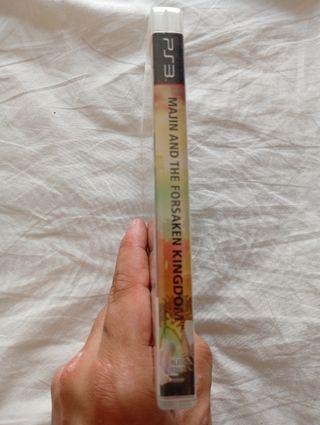 PS3
MAJIN AND THE FORSAKEN KINGDOM